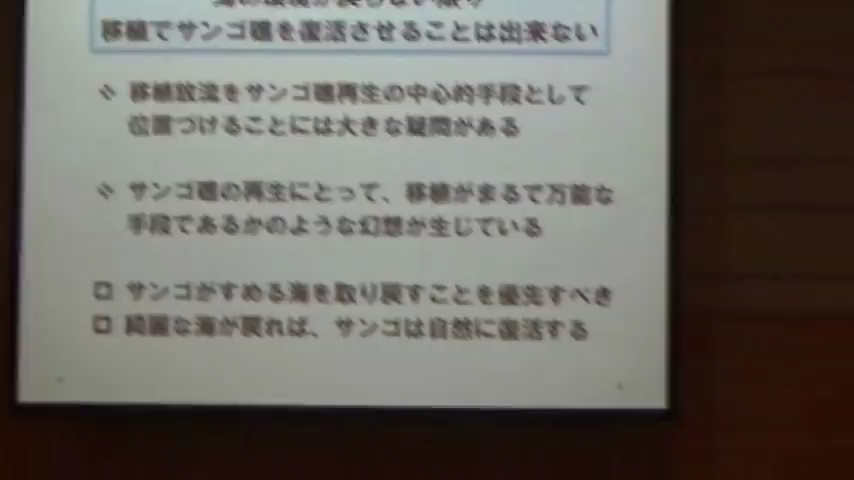 移植でサンゴ礁を復活させることは出来ない
❖ 移植放流をサンゴ礁再生の中心的手段として
位置づけることには大きな疑問がある
❖ サンゴ礁の再生にとって、移植がまるで万能な
手段であるかのような幻想が生じている
□ サンゴがすめる海を取り戻すことを優先すべき
□ 綺麗な海が戻れば、サンゴは自然に復活する